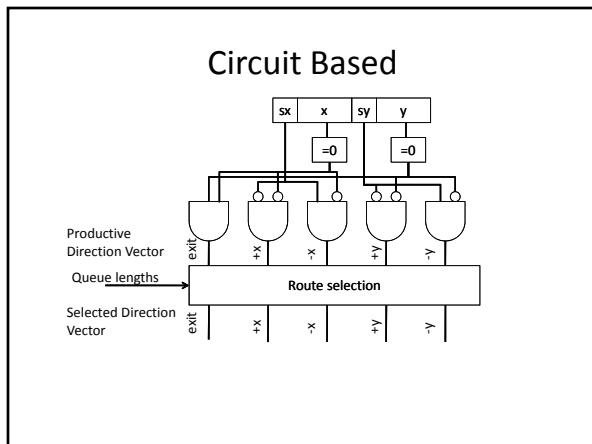 Circuit Based
sx x sy y
=0 =0
Productive
Direction Vector
exit +x -x +y -y
Queue lengths
Route selection
Selected Direction
Vector
exit +x -x +y -y